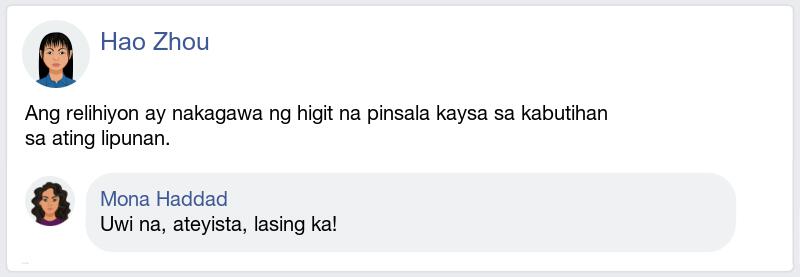 Hao Zhou
Ang relihiyon ay nakagawa ng higit na pinsala kaysa sa kabutihan
sa ating lipunan.
Mona Haddad
Uwi na, ateyista, lasing ka!